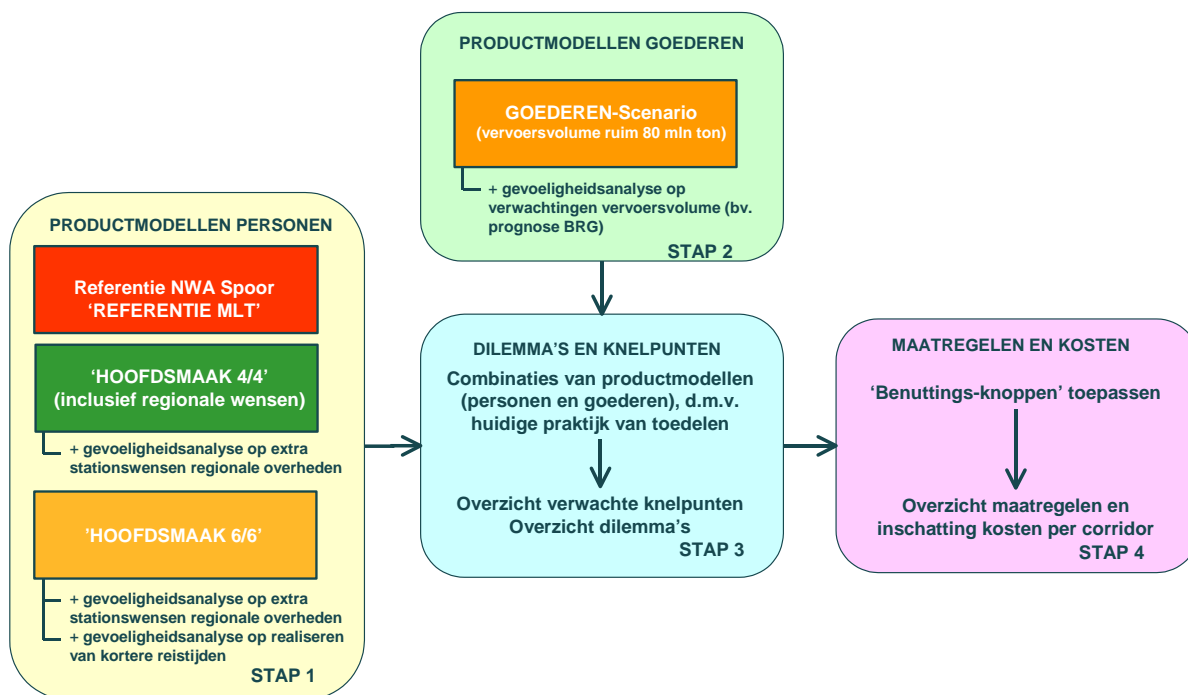 PRODUCTMODELLEN PERSONEN
Referentie NWA Spoor
‘REFERENTIE MLT’
‘HOOFDSMAAK 4/4’
(inclusief regionale wensen)
+ gevoeligheidsanalyse op extra
stationswensen regionale overheden
’HOOFDSMAAK 6/6’
+ gevoeligheidsanalyse op extra
stationswensen regionale overheden
+ gevoeligheidsanalyse op realiseren
van kortere reistijden
STAP 1
PRODUCTMODELLEN GOEDEREN
GOEDEREN-Scenario
(vervoersvolume ruim 80 mln ton)
+ gevoeligheidsanalyse op
verwachtingen vervoersvolume (bv.
prognose BRG)
STAP 2
DILEMMA’S EN KNELPUNTEN
Combinaties van productmodellen
(personen en goederen), d.m.v.
huidige praktijk van toedelen
Overzicht verwachte knelpunten
Overzicht dilemma’s
STAP 3
MAATREGELEN EN KOSTEN
‘Benuttings-knoppen’ toepassen
Overzicht maatregelen en
inschatting kosten per corridor
STAP 4